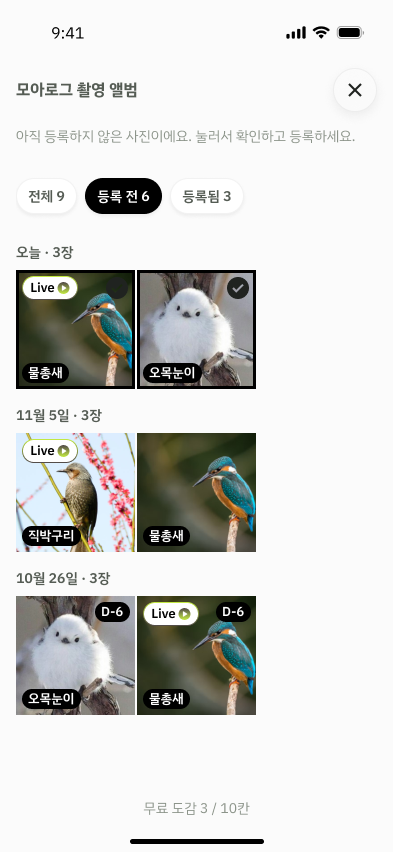 9:41
모아로그 촬영 앨범
아직 등록하지 않은 사진이에요. 눌러서 확인하고 등록하세요.
전체 9 등록 전 6 등록됨 3
오늘 · 3장
Live
물총새 오목눈이
11월 5일 · 3장
Live
직박구리 물총새
10월 26일 · 3장
D-6 Live D-6
오목눈이 물총새
무료 도감 3 / 10칸